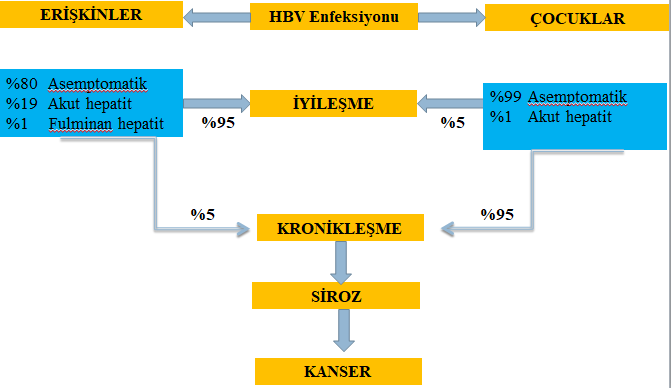 ERİŞKİNLER
HBV Enfeksiyonu
ÇOCUKLAR
%80 Asemptomatik
%19 Akut hepatit
%1 Fulminan hepatit
%95
İYİLEŞME
%5
%99 Asemptomatik
%1 Akut hepatit
%5
%95
KRONİKLEŞME
SİROZ
KANSER